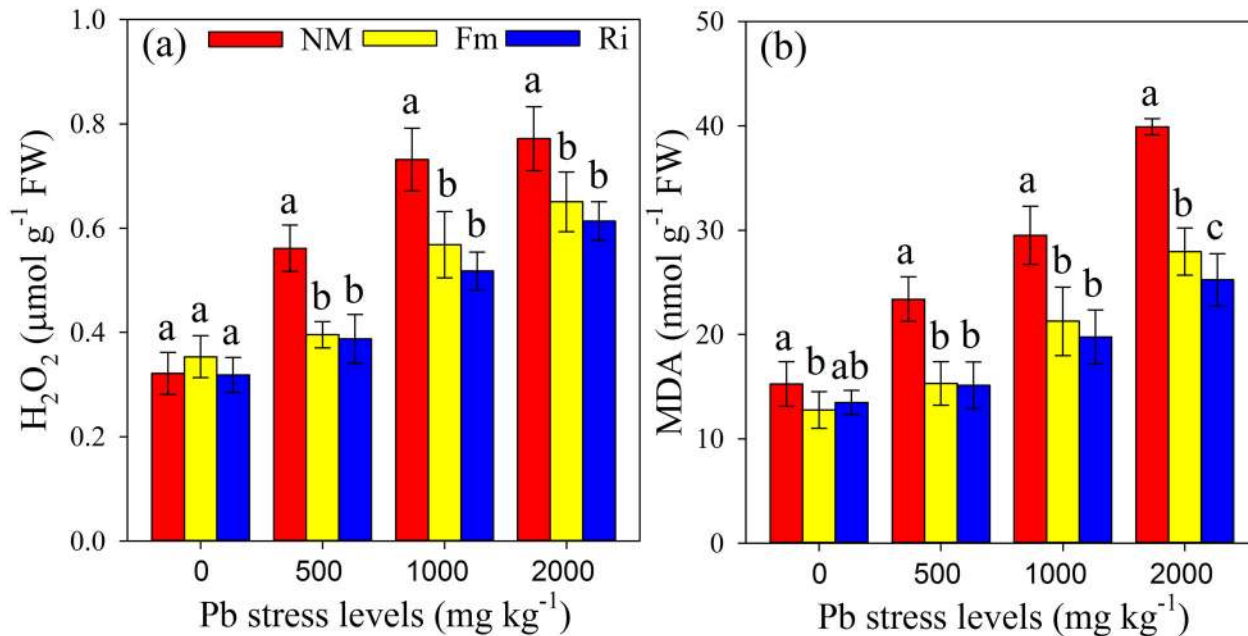 (a) NM Fm Ri
H₂O₂ (µmol g⁻¹ FW)
1.0
0.8
0.6
0.4
0.2
0.0
a a a
a b b
a b b
a b b
0 500 1000 2000
Pb stress levels (mg kg⁻¹)
(b)
MDA (nmol g⁻¹ FW)
50
40
30
20
10
0
a b ab
a b b
a b b
a b c
0 500 1000 2000
Pb stress levels (mg kg⁻¹)